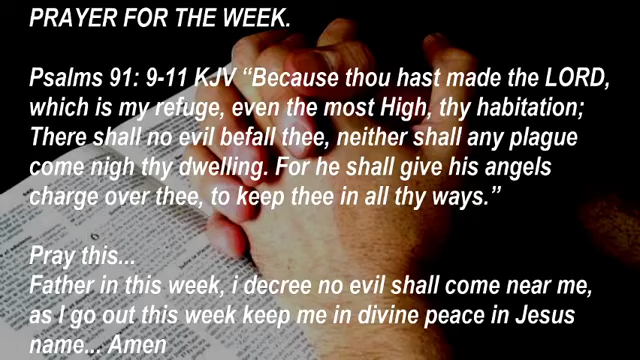 PRAYER FOR THE WEEK.
Psalms 91: 9-11 KJV “Because thou hast made the LORD,
which is my refuge, even the most High, thy habitation;
There shall no evil befall thee, neither shall any plague
come nigh thy dwelling. For he shall give his angels
charge over thee, to keep thee in all thy ways.”
Pray this...
Father in this week, i decree no evil shall come near me,
as I go out this week keep me in divine peace in Jesus
name... Amen